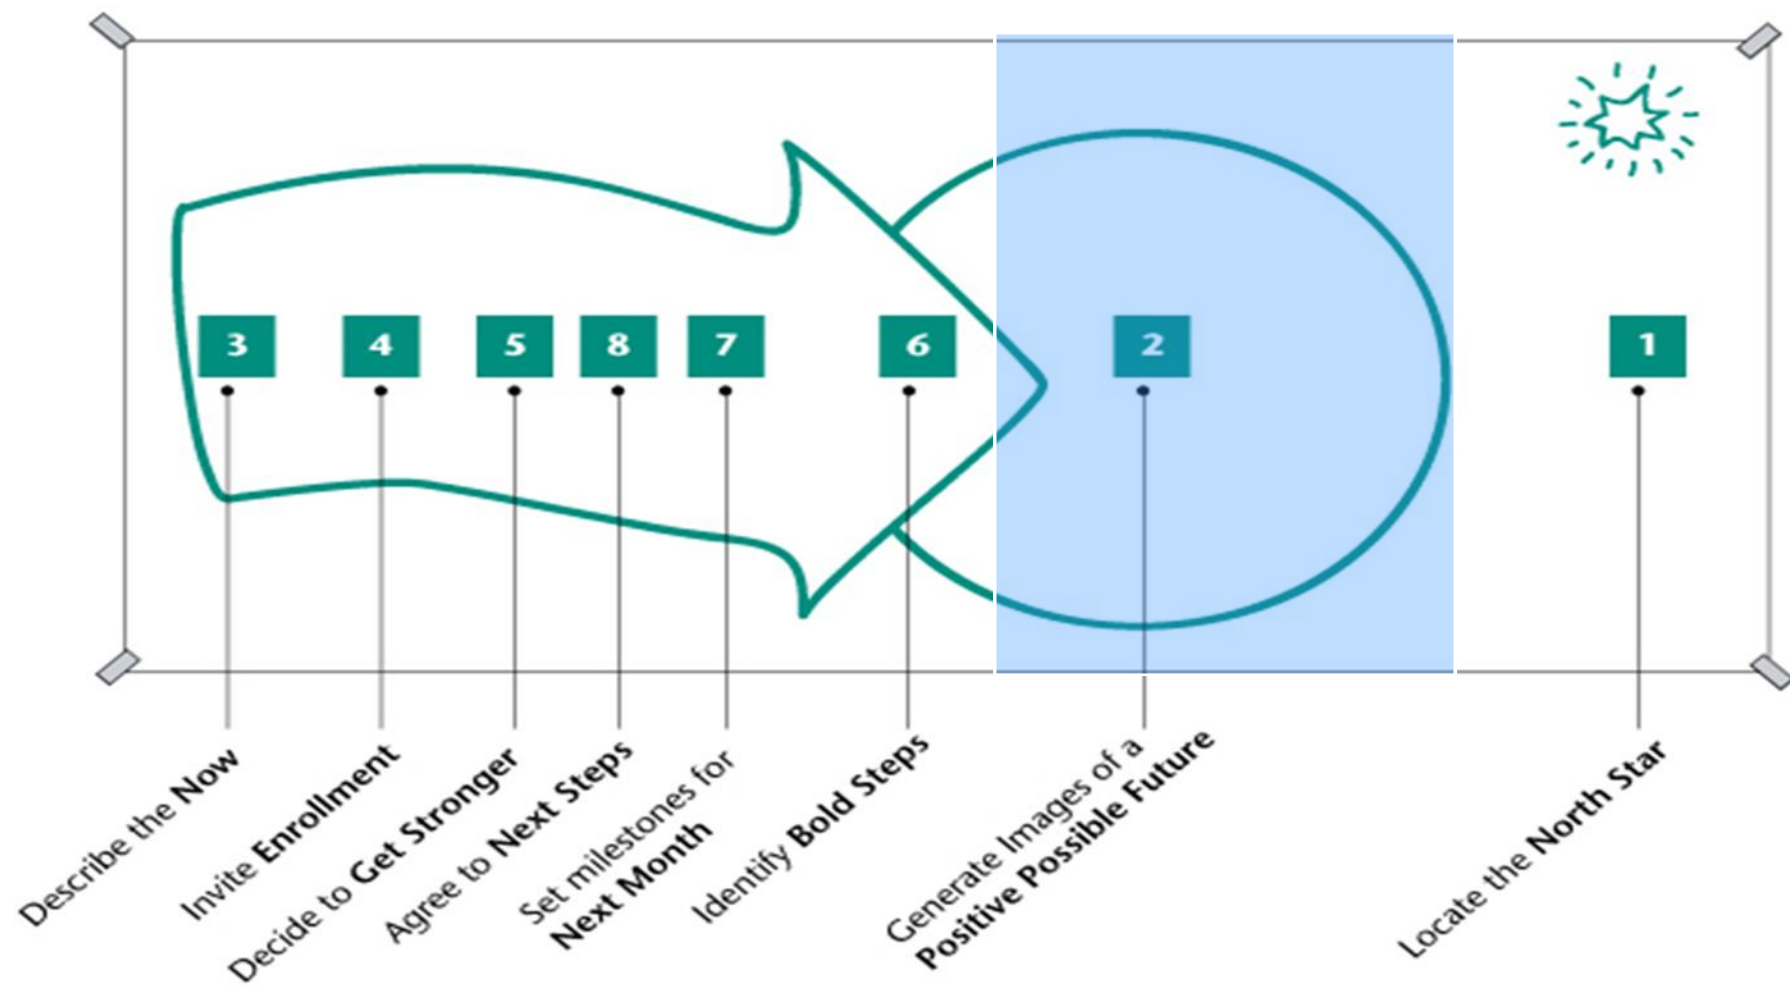 3
4
5
8
7
6
2
1
Describe the Now
Invite Enrollment
Decide to Get Stronger
Agree to Next Steps
Set milestones for
Next Month
Identify Bold Steps
Generate Images of a
Positive Possible Future
Locate the North Star